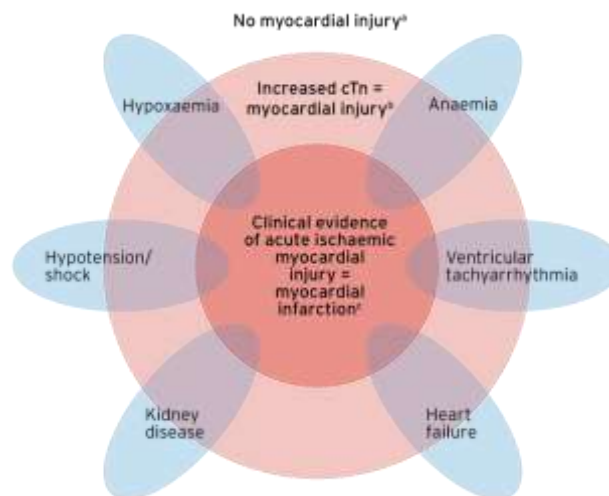 No myocardial injuryᵃ
Increased cTn =
myocardial injuryᵇ
Hypoxaemia
Anaemia
Clinical evidence
of acute ischaemic
myocardial
injury =
myocardial
infarctionᶜ
Hypotension/
shock
Ventricular
tachyarrhythmia
Kidney
disease
Heart
failure